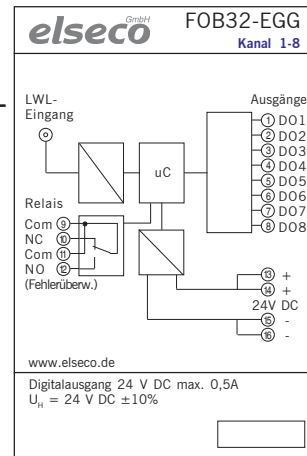 elseco GmbH
FOB32-EGG
Kanal 1-8
LWL-
Eingang
Ausgänge
1 DO1
2 DO2
3 DO3
4 DO4
5 DO5
6 DO6
7 DO7
8 DO8
uC
Relais
Com 9
NC 10
Com 11
NO 12
(Fehlerüberw.)
13 +
14 +
24V DC
15 -
16 -
www.elseco.de
Digitalausgang 24 V DC max. 0,5A
UH = 24 V DC ±10%